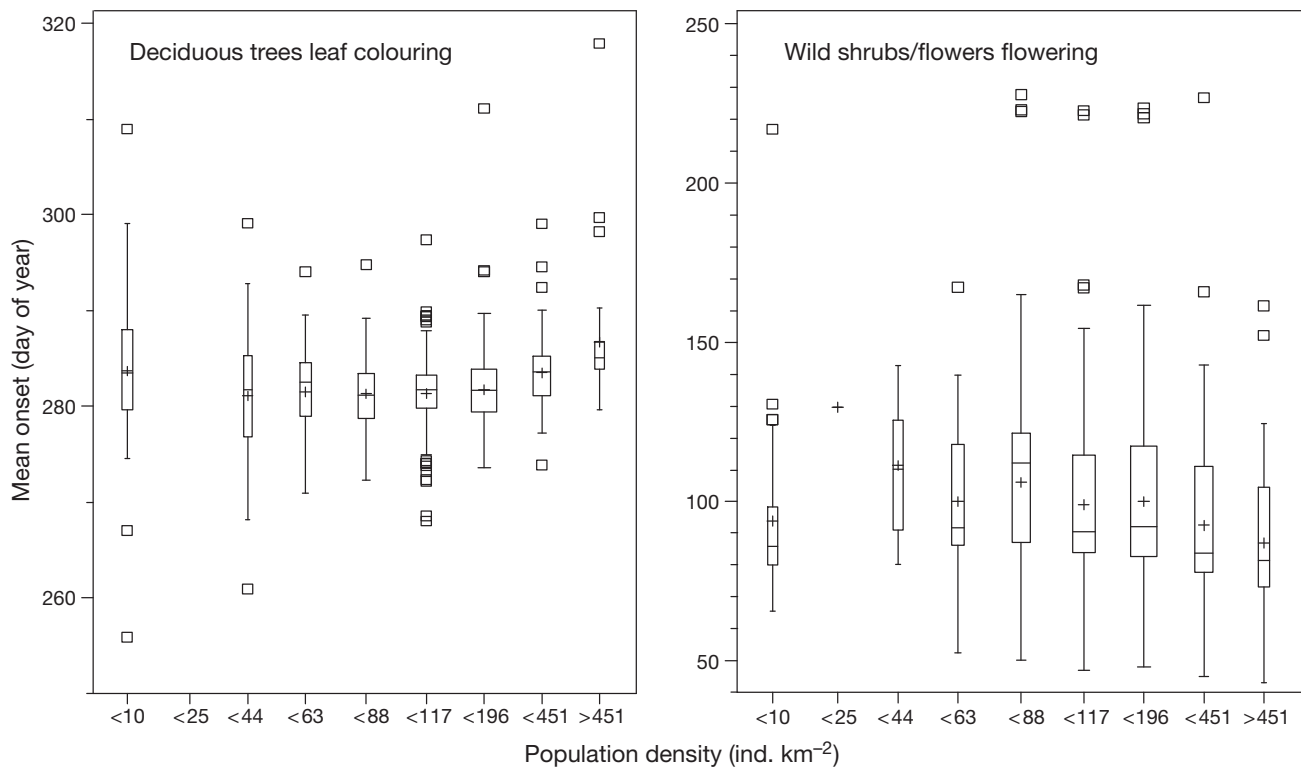 Deciduous trees leaf colouring
Wild shrubs/flowers flowering
Mean onset (day of year)
320
300
280
260
250
200
150
100
50
<10 <25 <44 <63 <88 <117 <196 <451 >451
<10 <25 <44 <63 <88 <117 <196 <451 >451
Population density (ind. km–2)